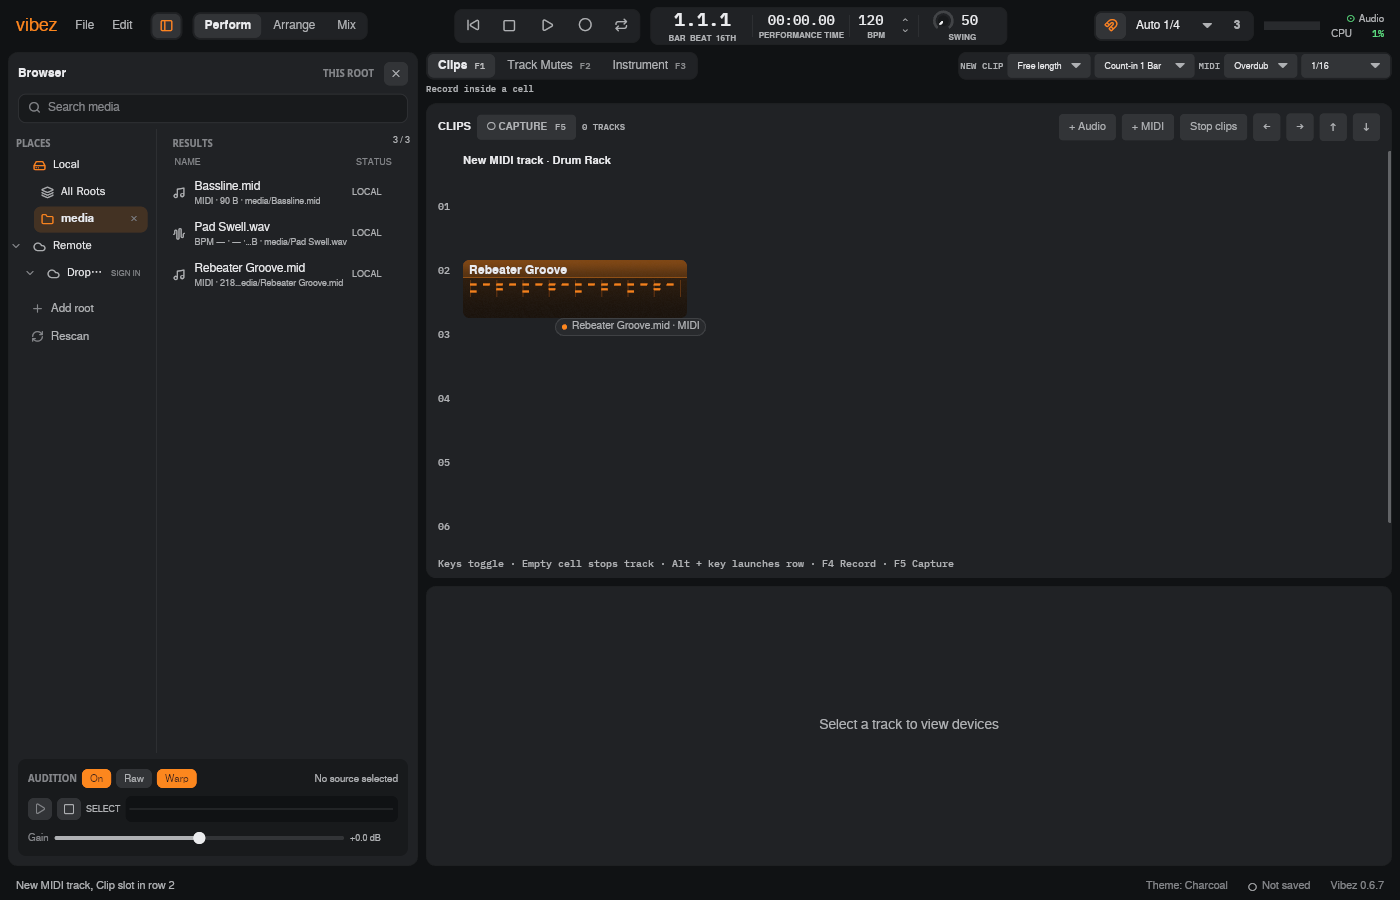 vibez File Edit Perform Arrange Mix
1.1.1 00:00.00 120 50
BAR BEAT 16TH PERFORMANCE TIME BPM SWING
Auto 1/4 3 Audio
CPU 1%
Browser THIS ROOT
Search media
PLACES
Local
All Roots
media
Remote
Drop··· SIGN IN
Add root
Rescan
RESULTS 3 / 3
NAME STATUS
Bassline.mid LOCAL
MIDI · 90 B · media/Bassline.mid
Pad Swell.wav LOCAL
BPM — · — ·...B · media/Pad Swell.wav
Rebeater Groove.mid LOCAL
MIDI · 218...edia/Rebeater Groove.mid
AUDITION On Raw Warp No source selected
SELECT
Gain +0.0 dB
Clips F1 Track Mutes F2 Instrument F3
NEW CLIP Free length Count-in 1 Bar MIDI Overdub 1/16
Record inside a cell
CLIPS CAPTURE F5 0 TRACKS + Audio + MIDI Stop clips ← → ↑ ↓
New MIDI track · Drum Rack
01
02 Rebeater Groove
Rebeater Groove.mid · MIDI
03
04
05
06
Keys toggle · Empty cell stops track · Alt + key launches row · F4 Record · F5 Capture
Select a track to view devices
New MIDI track, Clip slot in row 2 Theme: Charcoal Not saved Vibez 0.6.7